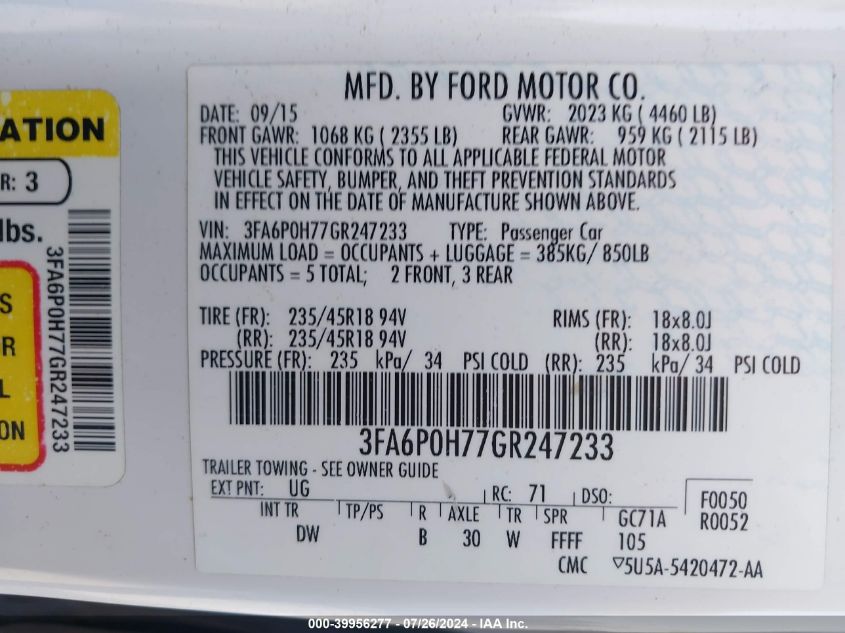 MFD. BY FORD MOTOR CO.
DATE: 09/15 GVWR: 2023 KG ( 4460 LB)
FRONT GAWR: 1068 KG ( 2355 LB) REAR GAWR: 959 KG ( 2115 LB)
THIS VEHICLE CONFORMS TO ALL APPLICABLE FEDERAL MOTOR
VEHICLE SAFETY, BUMPER, AND THEFT PREVENTION STANDARDS
IN EFFECT ON THE DATE OF MANUFACTURE SHOWN ABOVE.
VIN: 3FA6P0H77GR247233 TYPE: Passenger Car
MAXIMUM LOAD = OCCUPANTS + LUGGAGE = 385KG/ 850LB
OCCUPANTS = 5 TOTAL; 2 FRONT, 3 REAR
TIRE (FR): 235/45R18 94V RIMS (FR): 18x8.0J
(RR): 235/45R18 94V (RR): 18x8.0J
PRESSURE (FR): 235 kPa/ 34 PSI COLD (RR): 235 kPa/ 34 PSI COLD
3FA6P0H77GR247233
TRAILER TOWING - SEE OWNER GUIDE
EXT PNT: UG RC: 71 DSO: F0050
INT TR TP/PS R AXLE TR SPR GC71A R0052
DW B 30 W FFFF 105
CMC ▽5U5A-5420472-AA
ATION
R: 3
lbs.
3FA6P0H77GR247233
S
R
L
ON
000-39956277 - 07/26/2024 - IAA Inc.